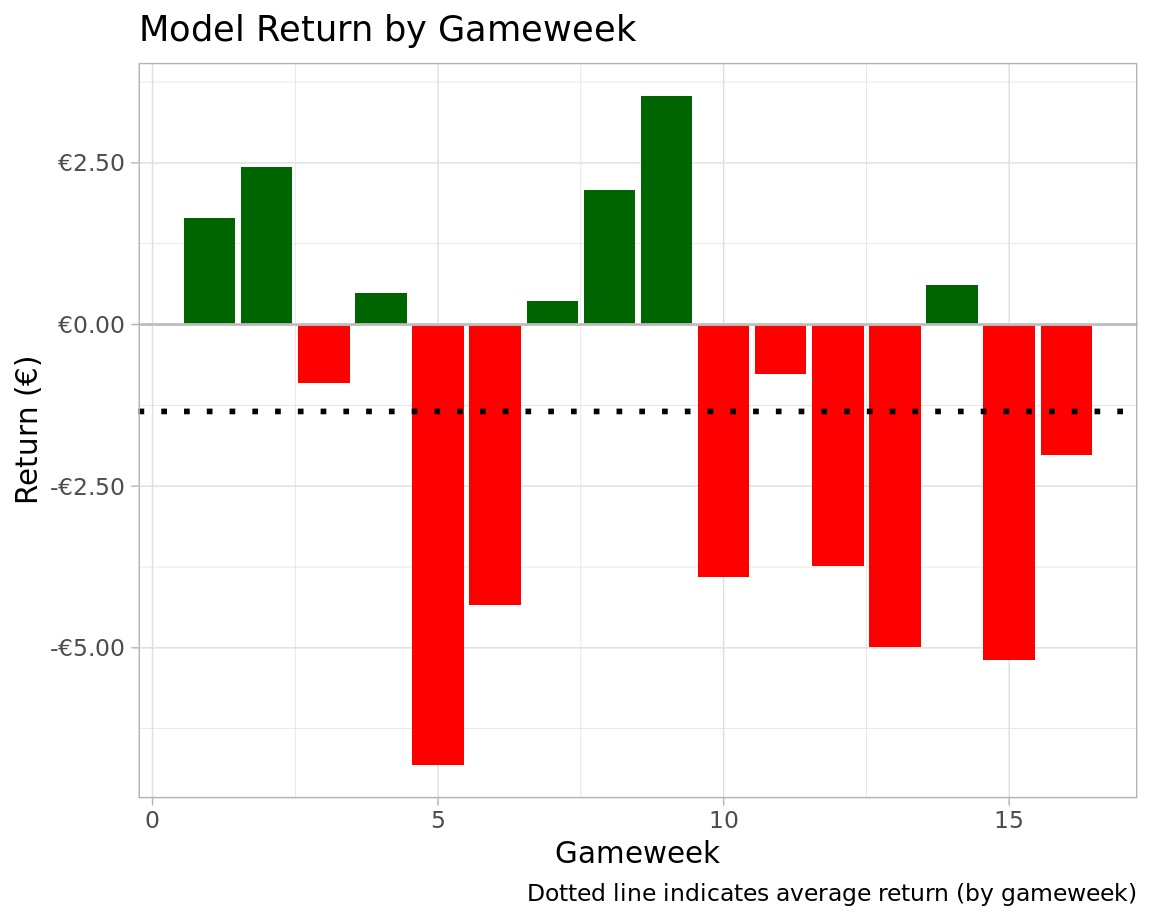 Model Return by Gameweek
€2.50
€0.00
-€2.50
-€5.00
Return (€)
0 5 10 15
Gameweek
Dotted line indicates average return (by gameweek)